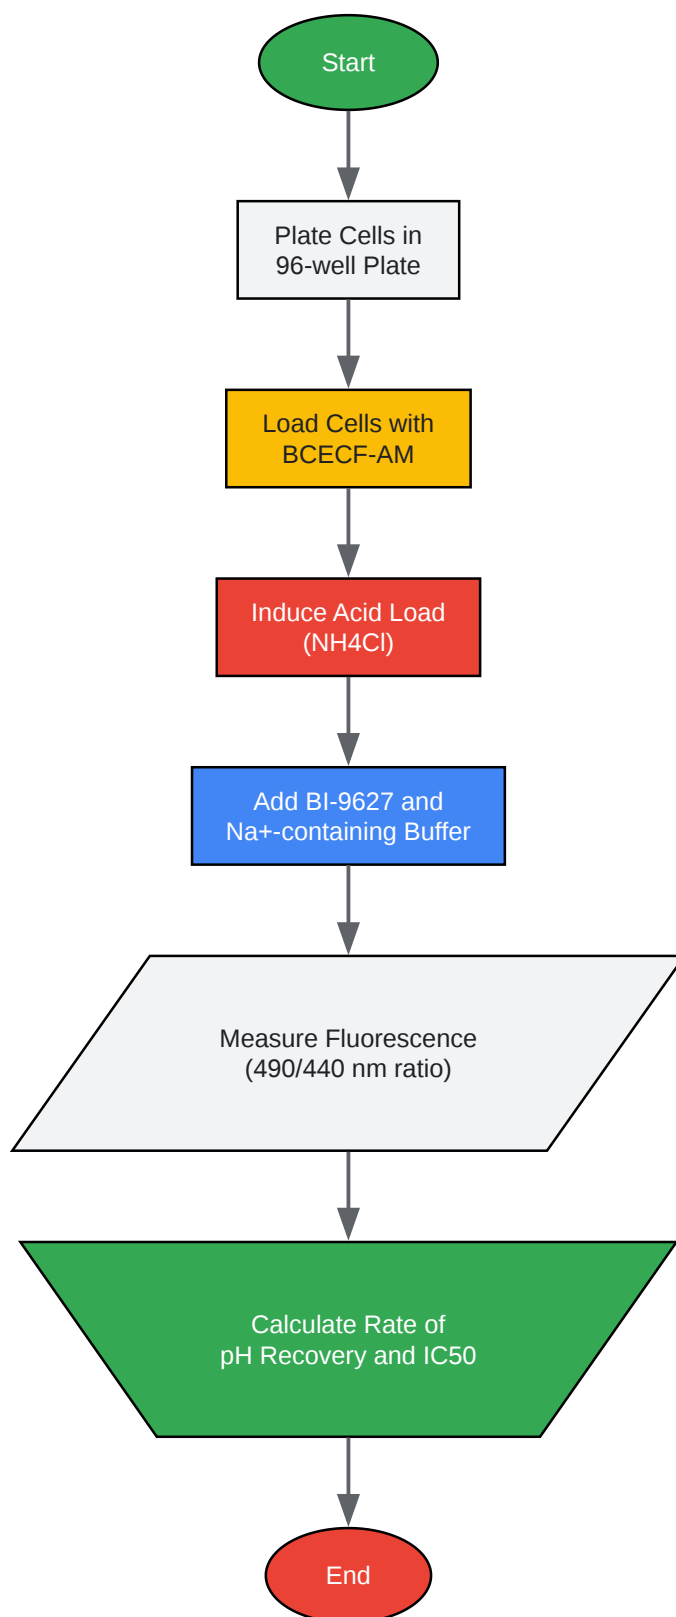 Start
Plate Cells in
96-well Plate
Load Cells with
BCECF-AM
Induce Acid Load
(NH4Cl)
Add BI-9627 and
Na+-containing Buffer
Measure Fluorescence
(490/440 nm ratio)
Calculate Rate of
pH Recovery and IC50
End